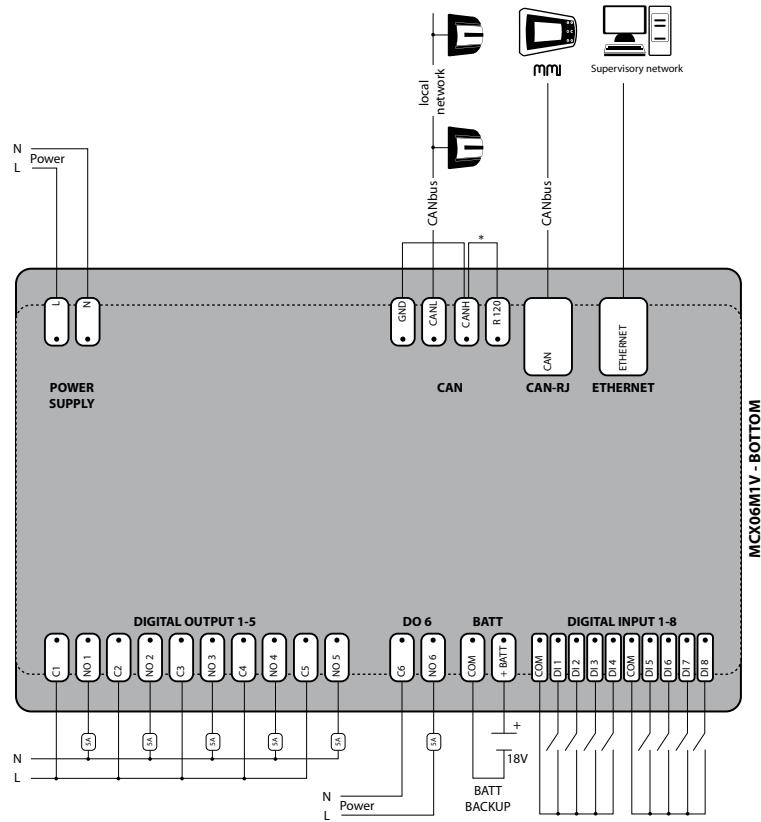 local
network
MMI
Supervisory network
N
L
Power
CANbus
CANbus
*
L
N
GND
CANL
CANH
R 120
CAN
ETHERNET
POWER
SUPPLY
CAN
CAN-RJ
ETHERNET
MCX06M1V - BOTTOM
DIGITAL OUTPUT 1-5
DO 6
BATT
DIGITAL INPUT 1-8
C1
NO 1
C2
NO 2
C3
NO 3
C4
NO 4
C5
NO 5
C6
NO 6
COM
+ BATT
COM
DI 1
DI 2
DI 3
DI 4
COM
DI 5
DI 6
DI 7
DI 8
5A
5A
5A
5A
5A
5A
+
18V
N
L
BATT
BACKUP
N
L
Power